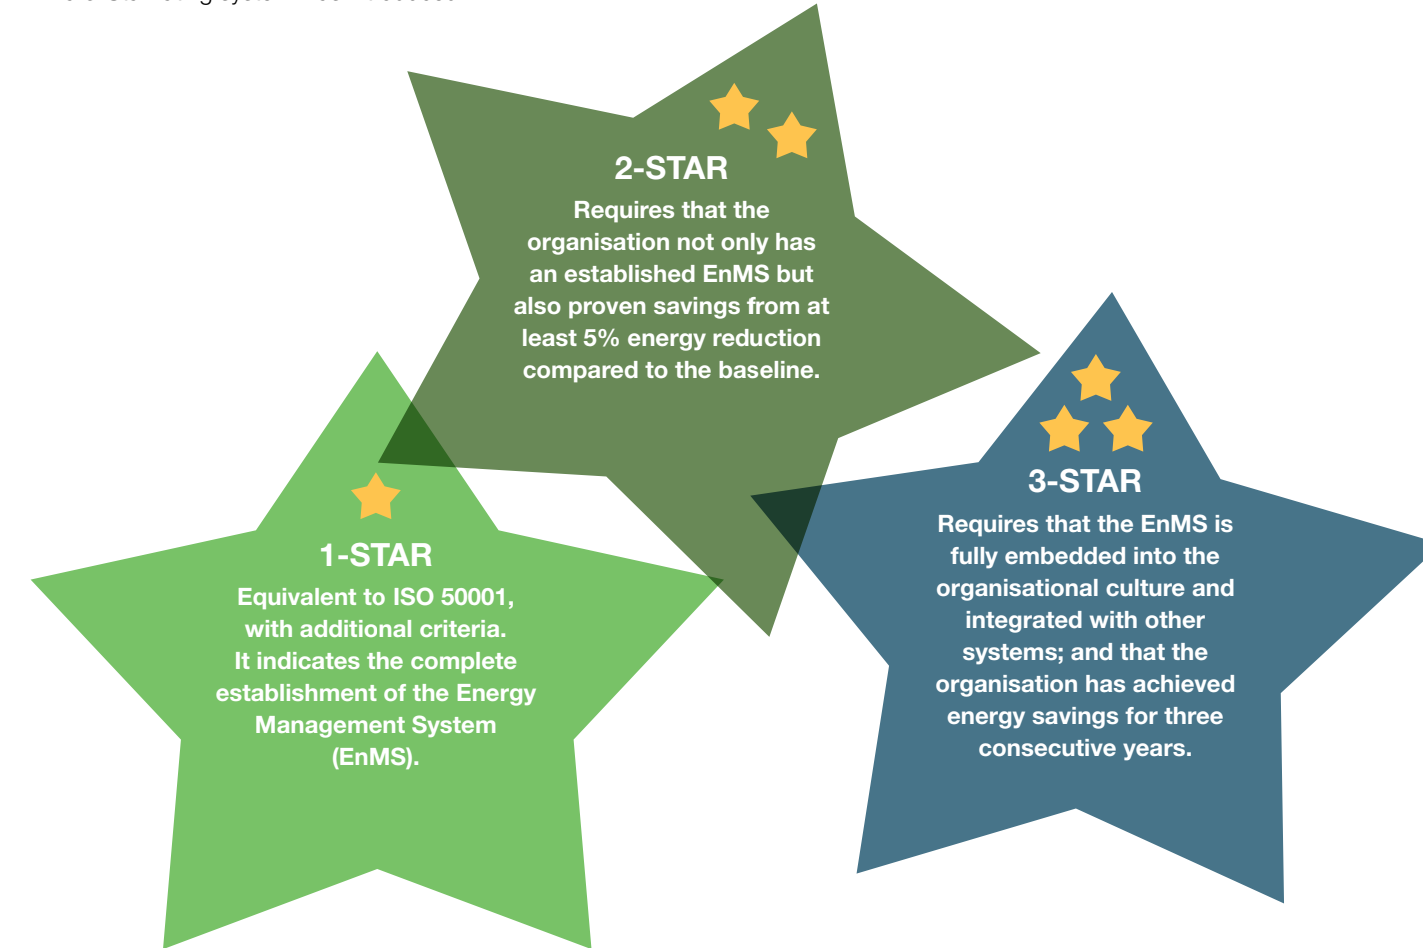 2-STAR
Requires that the
organisation not only has
an established EnMS but
also proven savings from at
least 5% energy reduction
compared to the baseline.
1-STAR
Equivalent to ISO 50001,
with additional criteria.
It indicates the complete
establishment of the Energy
Management System
(EnMS).
3-STAR
Requires that the EnMS is
fully embedded into the
organisational culture and
integrated with other
systems; and that the
organisation has achieved
energy savings for three
consecutive years.